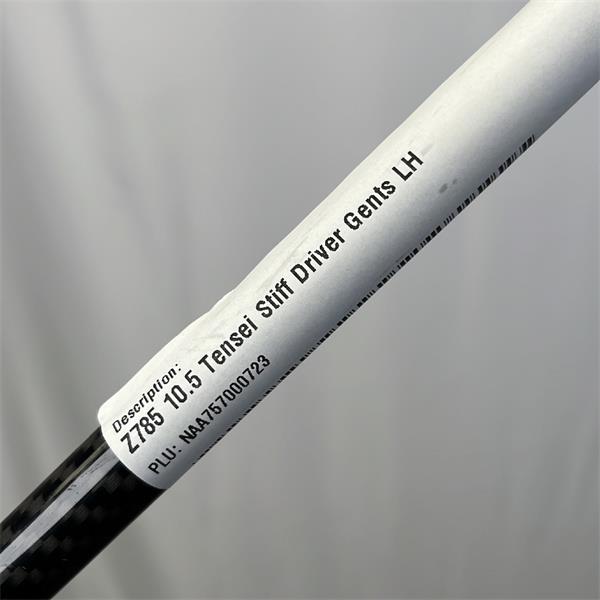 Description:
Z785 10.5 Tensei Stiff Driver Gents LH
PLU: NAA757000723